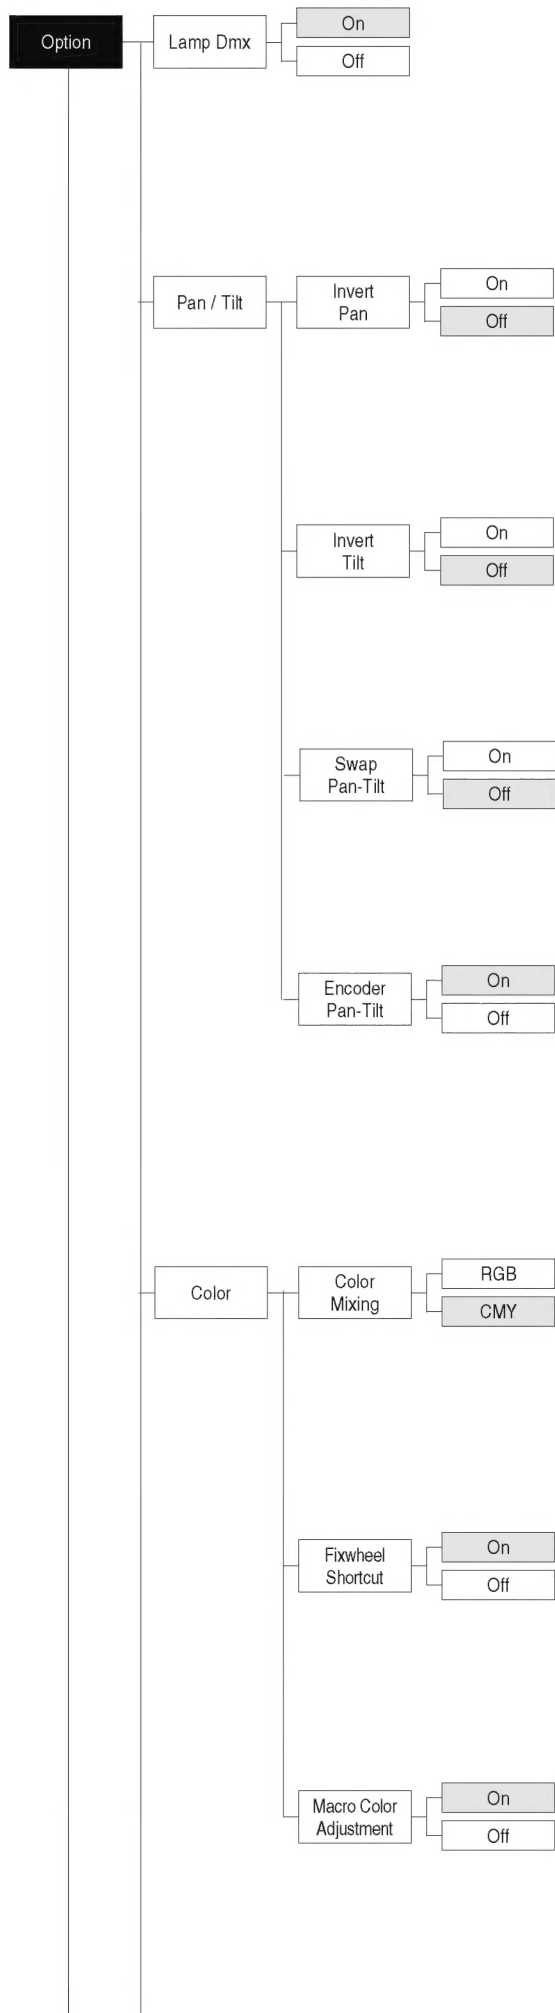 Option
Lamp Dmx
On
Off
Pan / Tilt
Invert
Pan
On
Off
Invert
Tilt
On
Off
Swap
Pan-Tilt
On
Off
Encoder
Pan-Tilt
On
Off
Color
Color
Mixing
RGB
CMY
Fixwheel
Shortcut
On
Off
Macro Color
Adjustment
On
Off